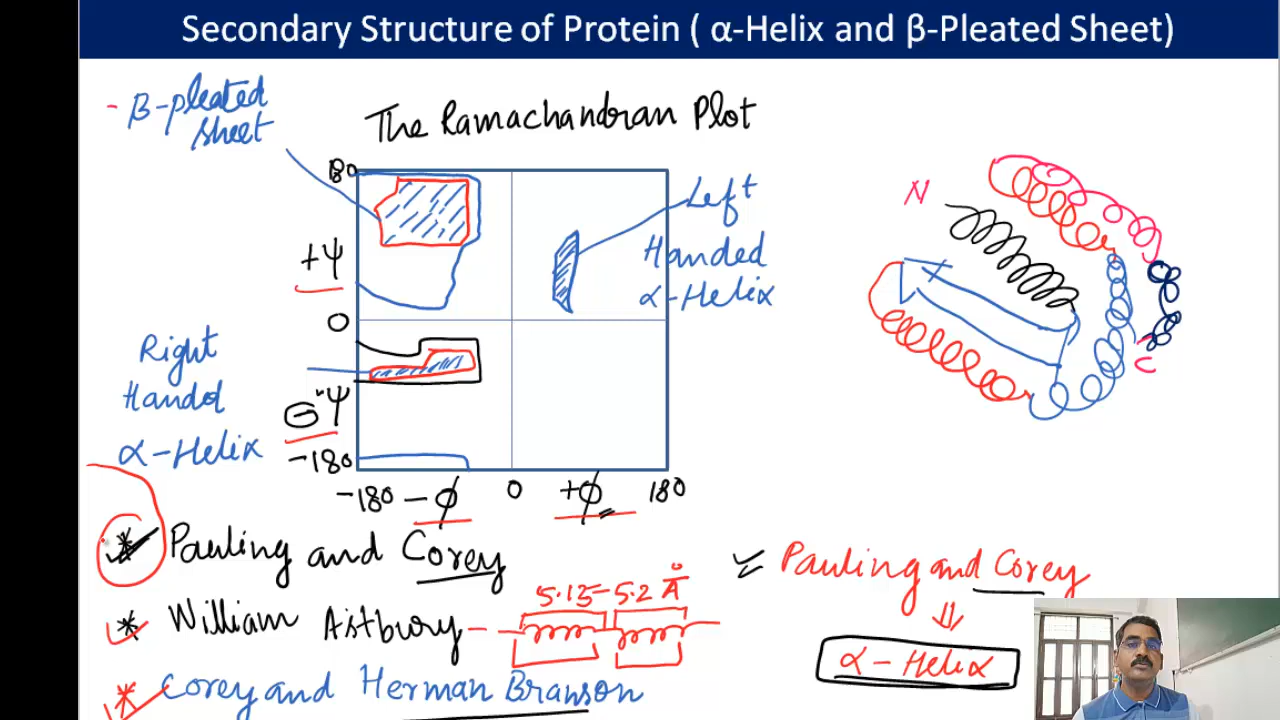 Secondary Structure of Protein ( α-Helix and β-Pleated Sheet)
- β-pleated
sheet
The Ramachandran Plot
80
+Ψ
0
-Ψ
-180
-180 -ϕ 0 +ϕ 180
Left
Handed
α-Helix
Right
Handed
α-Helix
N
C
* Pauling and Corey
* William Astbury - 5.15-5.2 Å
* Corey and Herman Branson
Pauling and Corey
⇓
α-Helix